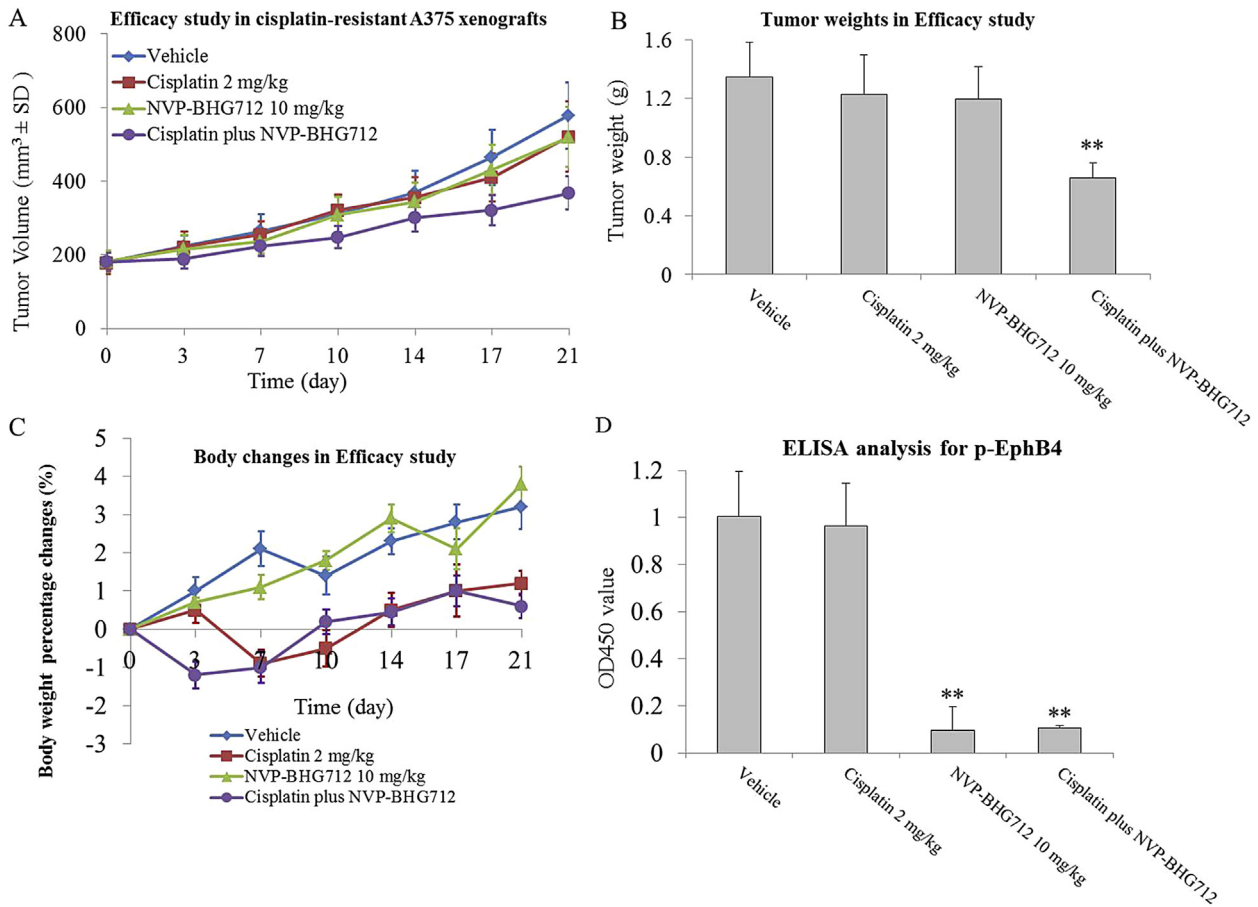 A
Efficacy study in cisplatin-resistant A375 xenografts
Tumor Volume (mm³ ± SD )
800
600
400
200
0
Vehicle
Cisplatin 2 mg/kg
NVP-BHG712 10 mg/kg
Cisplatin plus NVP-BHG712
0 3 7 10 14 17 21
Time (day)
B
Tumor weights in Efficacy study
Tumor weight (g)
1.6
1.2
0.8
0.4
0
**
Vehicle
Cisplatin 2 mg/kg
NVP-BHG712 10 mg/kg
Cisplatin plus NVP-BHG712
C
Body changes in Efficacy study
Body weight percentage changes (%)
5
4
3
2
1
0
-1
-2
-3
0 3 7 10 14 17 21
Time (day)
Vehicle
Cisplatin 2 mg/kg
NVP-BHG712 10 mg/kg
Cisplatin plus NVP-BHG712
D
ELISA analysis for p-EphB4
OD450 value
1.2
1
0.8
0.6
0.4
0.2
0
** **
Vehicle
Cisplatin 2 mg/kg
NVP-BHG712 10 mg/kg
Cisplatin plus NVP-BHG712